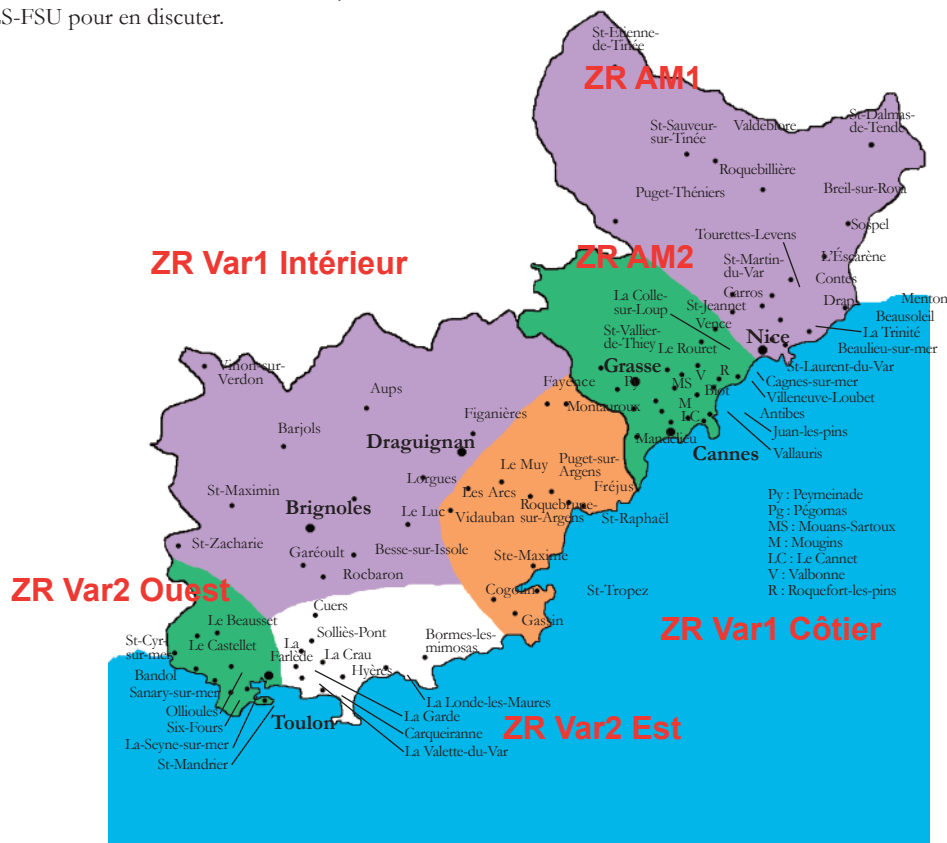 ES-FSU pour en discuter.
St-Etienne-
de-Tinée
ZR AM1
St-Sauveur-
sur-Tinée
Valdeblore
St-Dalmas-
de-Tende
Roquebillière
Puget-Théniers
Breil-sur-Roya
Sospel
Tourettes-Levens
ZR Var1 Intérieur
ZR AM2
St-Martin-
du-Var
L'Escarène
Contes
La Colle-
sur-Loup
Carros
St-Jeannet
Drap
Menton
Beausoleil
Vence
La Trinité
St-Vallier-
de-Thiey
Nice
Beaulieu-sur-mer
Le Rouret
Vinon-sur-
Verdon
Grasse
St-Laurent-du-Var
V
R
Cagnes-sur-mer
Fayence
Py
MS
Biot
Villeneuve-Loubet
Aups
Montauroux
M
Antibes
Figanières
LC
Juan-les-pins
Barjols
Draguignan
Mandelieu
Cannes
Vallauris
Le Muy
Puget-sur-
Argens
Lorgues
Les Arcs
Fréjus
St-Maximin
Roquebrune-
sur-Argens
St-Raphaël
Brignoles
Le Luc
Vidauban
Py : Peymeinade
Pg : Pégomas
MS : Mouans-Sartoux
M : Mougins
LC : Le Cannet
V : Valbonne
R : Roquefort-les-pins
St-Zacharie
Garéoult
Besse-sur-Issole
Ste-Maxime
Rocbaron
ZR Var2 Ouest
Cogolin
St-Tropez
Cuers
Gassin
ZR Var1 Côtier
Le Beausset
Solliès-Pont
Bormes-les-
mimosas
St-Cyr-
sur-mer
Le Castellet
La
Farlède
La Crau
Hyères
Bandol
Sanary-sur-mer
La Londe-les-Maures
Ollioules
La Garde
Six-Fours
Toulon
Carqueiranne
ZR Var2 Est
La-Seyne-sur-mer
La Valette-du-Var
St-Mandrier